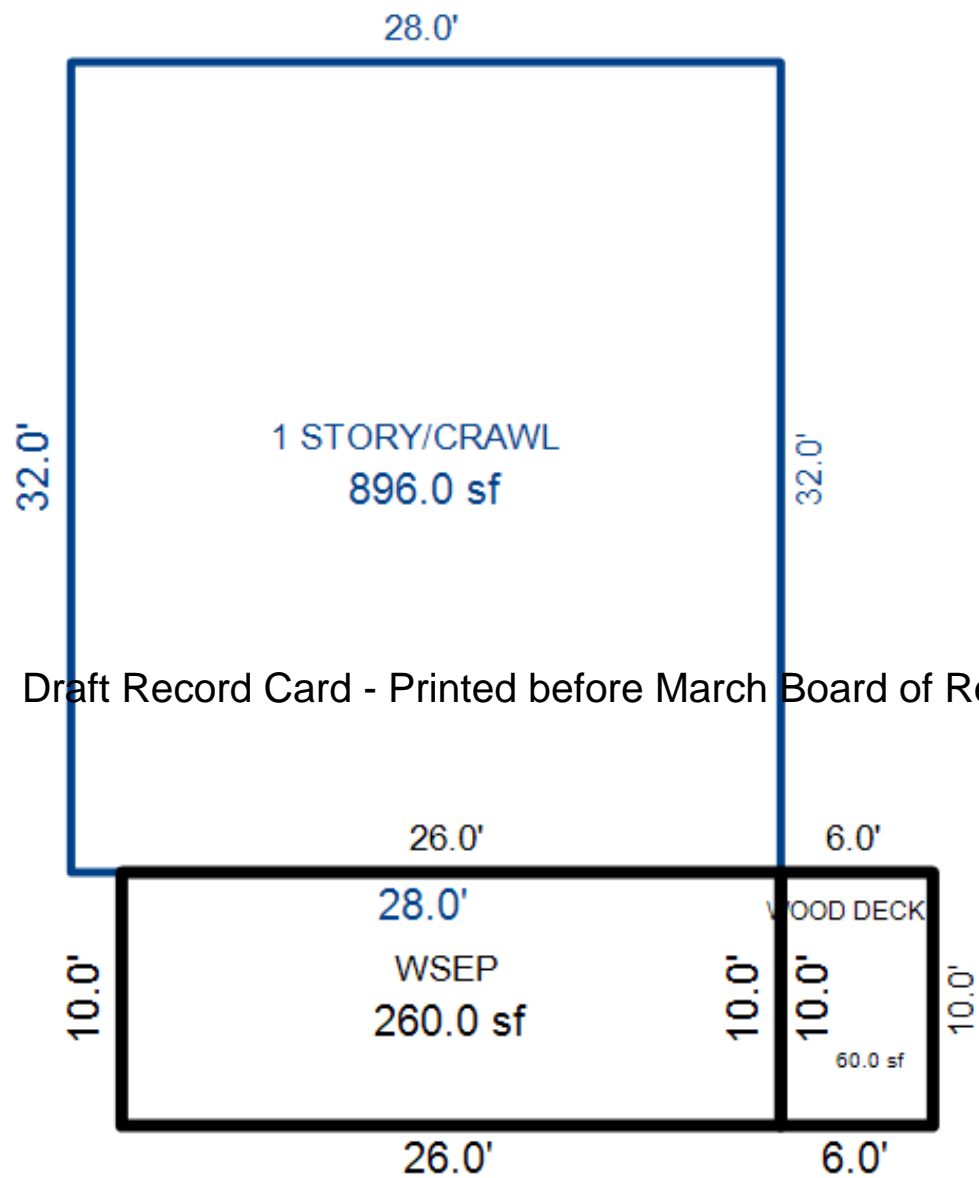 28.0'
32.0'
1 STORY/CRAWL
896.0 sf
32.0'
Draft Record Card - Printed before March Board of
26.0'
6.0'
28.0'
WOOD DECK
10.0'
WSEP
260.0 sf
10.0'
10.0'
10.0'
60.0 sf
26.0'
6.0'